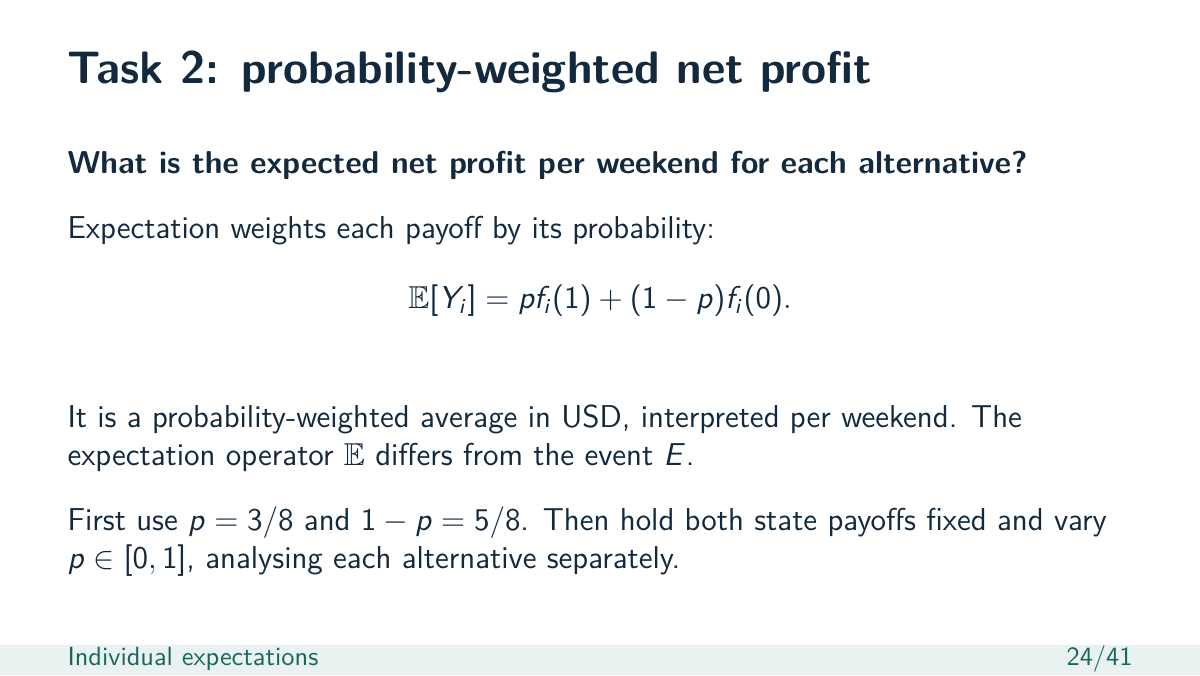 Task 2: probability-weighted net profit
What is the expected net profit per weekend for each alternative?
Expectation weights each payoff by its probability:
𝔼[Yᵢ] = pfᵢ(1) + (1 − p)fᵢ(0).
It is a probability-weighted average in USD, interpreted per weekend. The
expectation operator 𝔼 differs from the event E.
First use p = 3/8 and 1 − p = 5/8. Then hold both state payoffs fixed and vary
p ∈ [0, 1], analysing each alternative separately.
Individual expectations
24/41